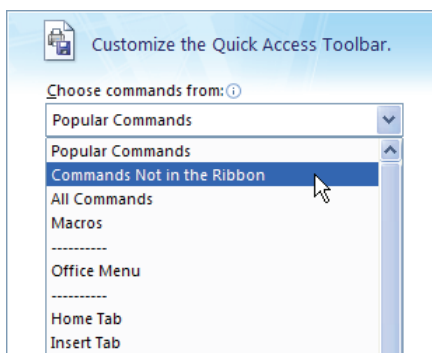 Customize the Quick Access Toolbar.
Choose commands from:
Popular Commands
Popular Commands
Commands Not in the Ribbon
All Commands
Macros
----------
Office Menu
----------
Home Tab
Insert Tab